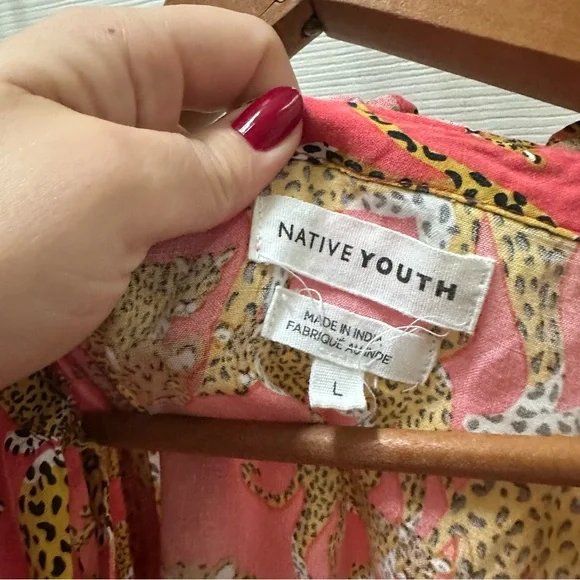 NATIVE YOUTH
MADE IN INDIA
FABRIQUÉ AU INDE
L